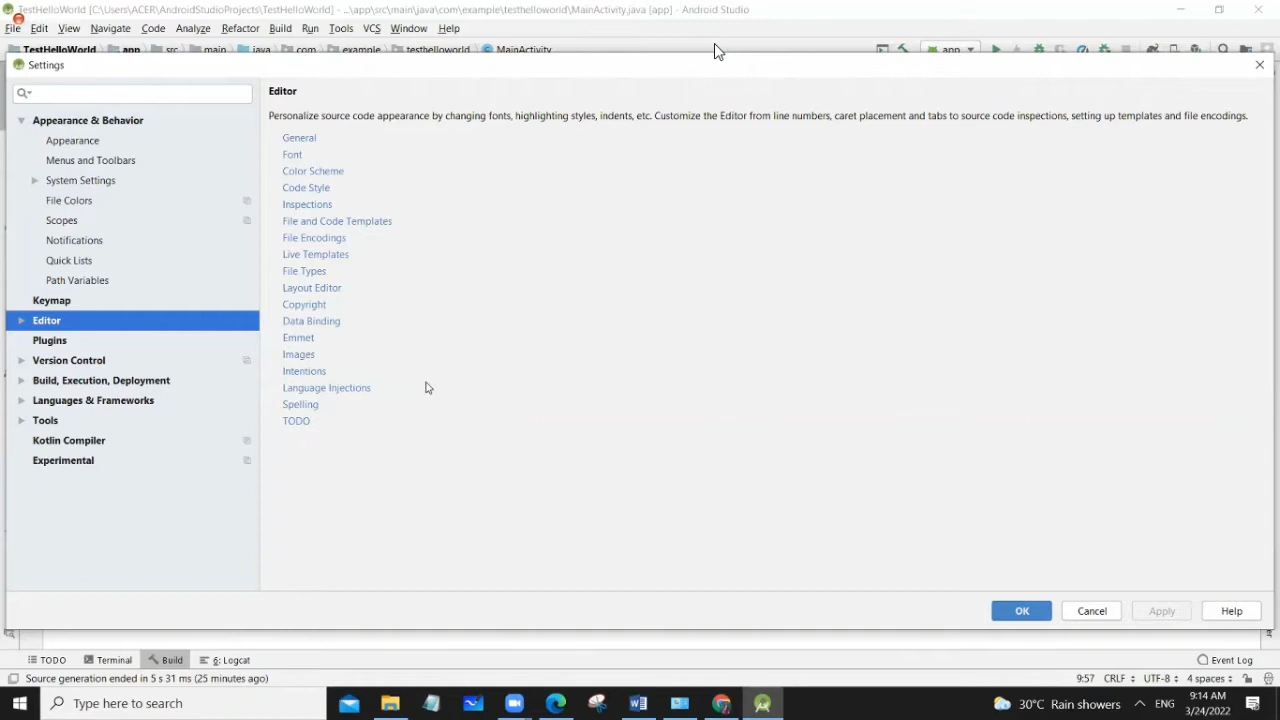 TestHelloWorld [C:\Users\ACER\AndroidStudioProjects\TestHelloWorld] - ...\app\src\main\java\com\example\testhelloworld\MainActivity.java [app] - Android Studio
File Edit View Navigate Code Analyze Refactor Build Run Tools VCS Window Help
TestHelloWorld app src main java com example testhelloworld MainActivity app
Settings
Editor
Personalize source code appearance by changing fonts, highlighting styles, indents, etc. Customize the Editor from line numbers, caret placement and tabs to source code inspections, setting up templates and file encodings.
Appearance & Behavior
Appearance
Menus and Toolbars
System Settings
File Colors
Scopes
Notifications
Quick Lists
Path Variables
Keymap
Editor
Plugins
Version Control
Build, Execution, Deployment
Languages & Frameworks
Tools
Kotlin Compiler
Experimental
General
Font
Color Scheme
Code Style
Inspections
File and Code Templates
File Encodings
Live Templates
File Types
Layout Editor
Copyright
Data Binding
Emmet
Images
Intentions
Language Injections
Spelling
TODO
OK Cancel Apply Help
TODO Terminal Build 6: Logcat Event Log
Source generation ended in 5 s 31 ms (25 minutes ago) 9:57 CRLF UTF-8 4 spaces
Type here to search 30°C Rain showers ENG 9:14 AM
3/24/2022